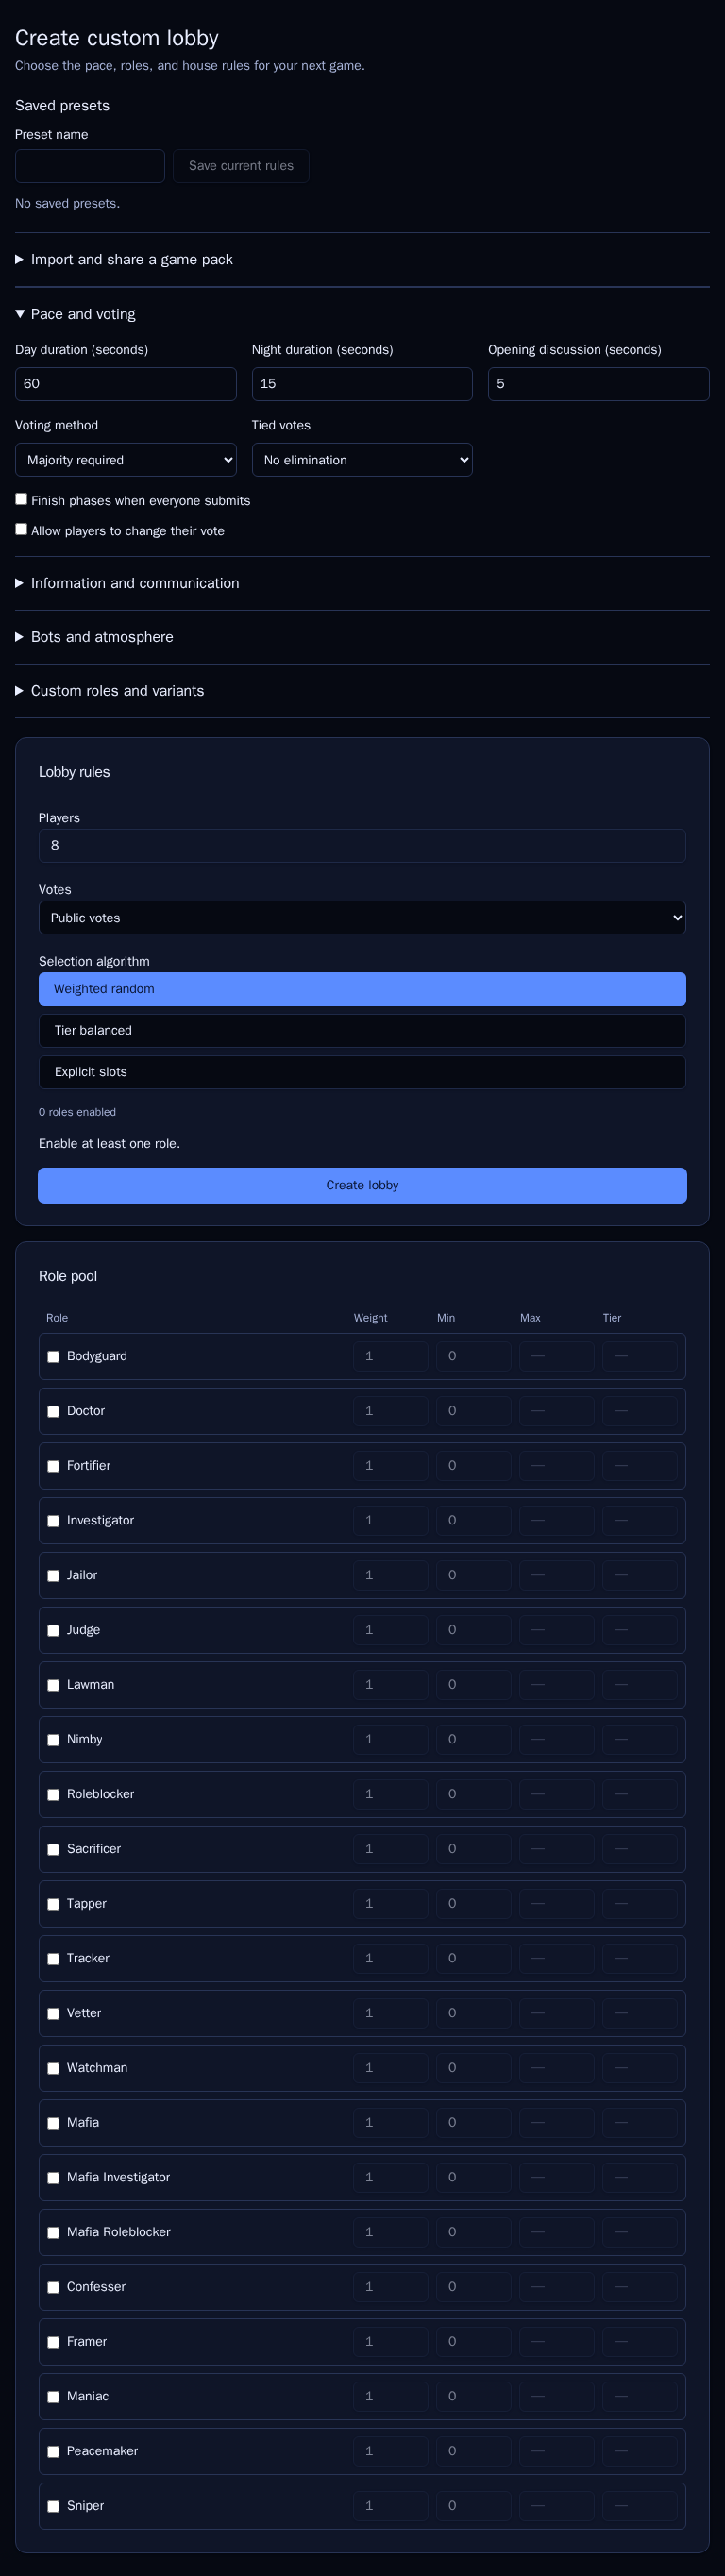 Create custom lobby
Choose the pace, roles, and house rules for your next game.
Saved presets
Preset name
Save current rules
No saved presets.
Import and share a game pack
Pace and voting
Day duration (seconds) Night duration (seconds) Opening discussion (seconds)
60 15 5
Voting method Tied votes
Majority required No elimination
Finish phases when everyone submits
Allow players to change their vote
Information and communication
Bots and atmosphere
Custom roles and variants
Lobby rules
Players
8
Votes
Public votes
Selection algorithm
Weighted random
Tier balanced
Explicit slots
0 roles enabled
Enable at least one role.
Create lobby
Role pool
Role Weight Min Max Tier
Bodyguard 1 0 — —
Doctor 1 0 — —
Fortifier 1 0 — —
Investigator 1 0 — —
Jailor 1 0 — —
Judge 1 0 — —
Lawman 1 0 — —
Nimby 1 0 — —
Roleblocker 1 0 — —
Sacrificer 1 0 — —
Tapper 1 0 — —
Tracker 1 0 — —
Vetter 1 0 — —
Watchman 1 0 — —
Mafia 1 0 — —
Mafia Investigator 1 0 — —
Mafia Roleblocker 1 0 — —
Confesser 1 0 — —
Framer 1 0 — —
Maniac 1 0 — —
Peacemaker 1 0 — —
Sniper 1 0 — —